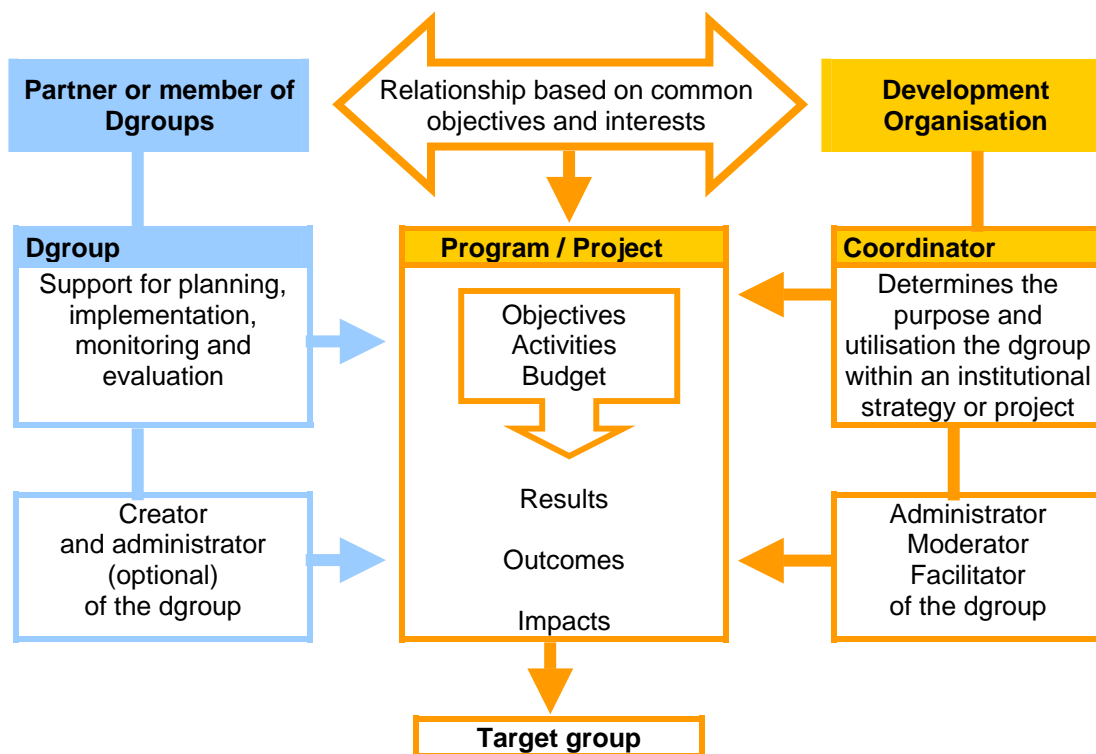 Partner or member of
Dgroups
Relationship based on common
objectives and interests
Development
Organisation
Dgroup
Support for planning,
implementation,
monitoring and
evaluation
Program / Project
Objectives
Activities
Budget
Results
Outcomes
Impacts
Coordinator
Determines the
purpose and
utilisation the dgroup
within an institutional
strategy or project
Creator
and administrator
(optional)
of the dgroup
Administrator
Moderator
Facilitator
of the dgroup
Target group